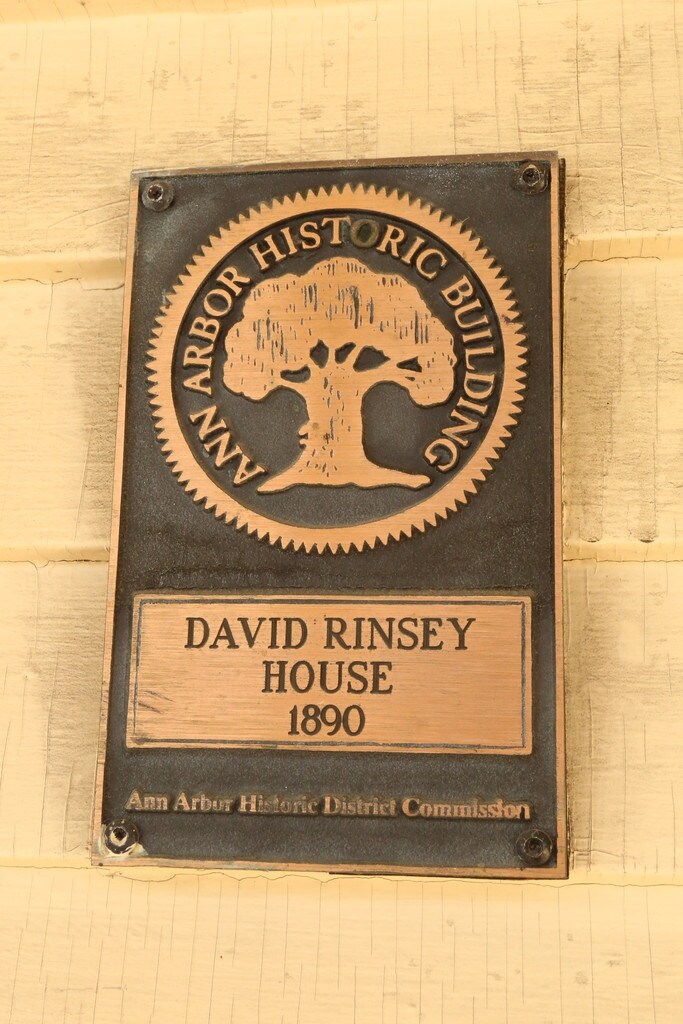 ANN ARBOR HISTORIC BUILDING
DAVID RINSEY
HOUSE
1890
Ann Arbor Historic District Commission